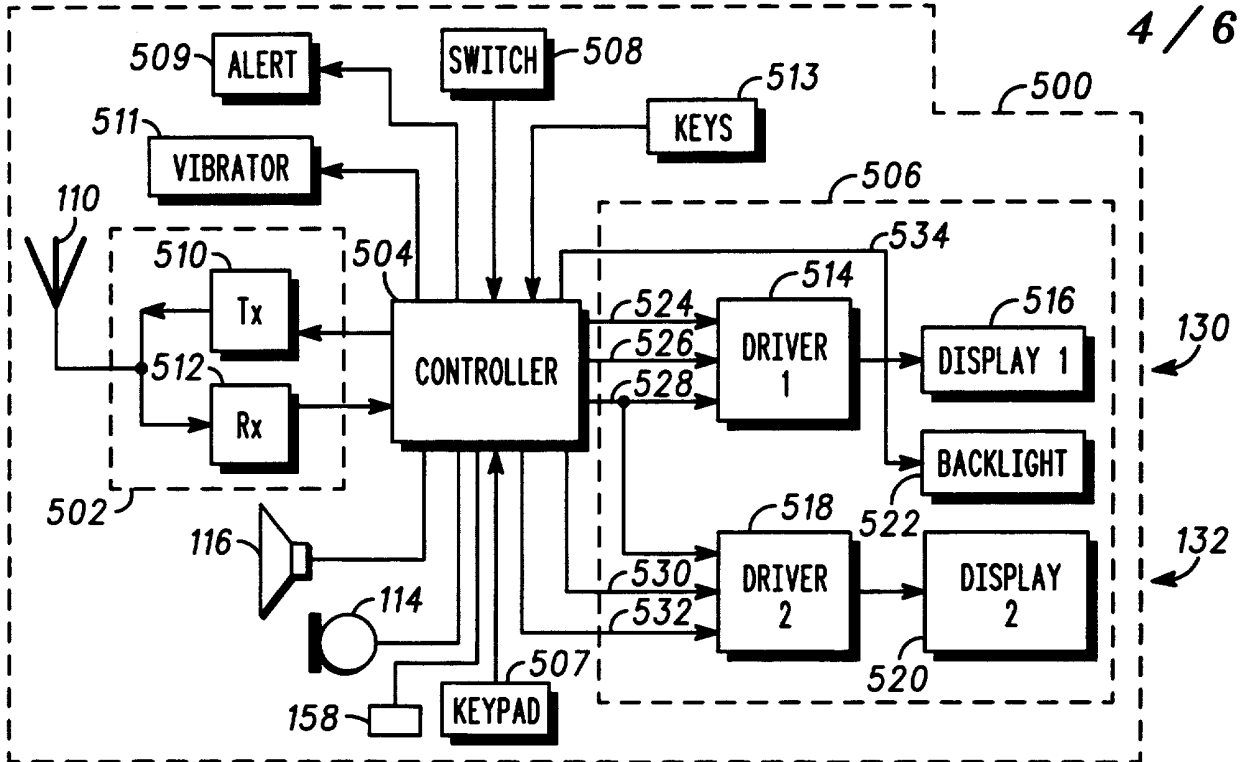 4/6
509
ALERT
SWITCH
508
513
KEYS
500
511
VIBRATOR
506
110
534
510
504
514
516
Tx
524
DRIVER
1
DISPLAY 1
130
526
CONTROLLER
512
528
Rx
BACKLIGHT
502
518
522
116
DRIVER
2
DISPLAY
2
132
530
114
532
507
520
158
KEYPAD